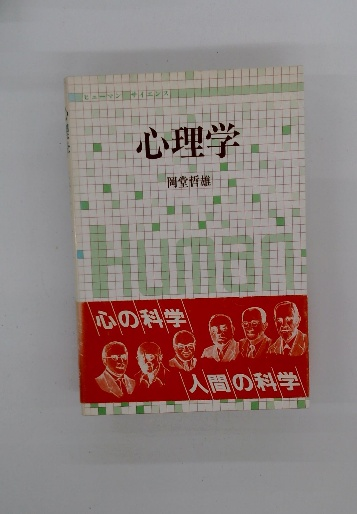 ヒューマン サイエンス
心理学
岡堂哲雄
Human
心の科学
人間の科学